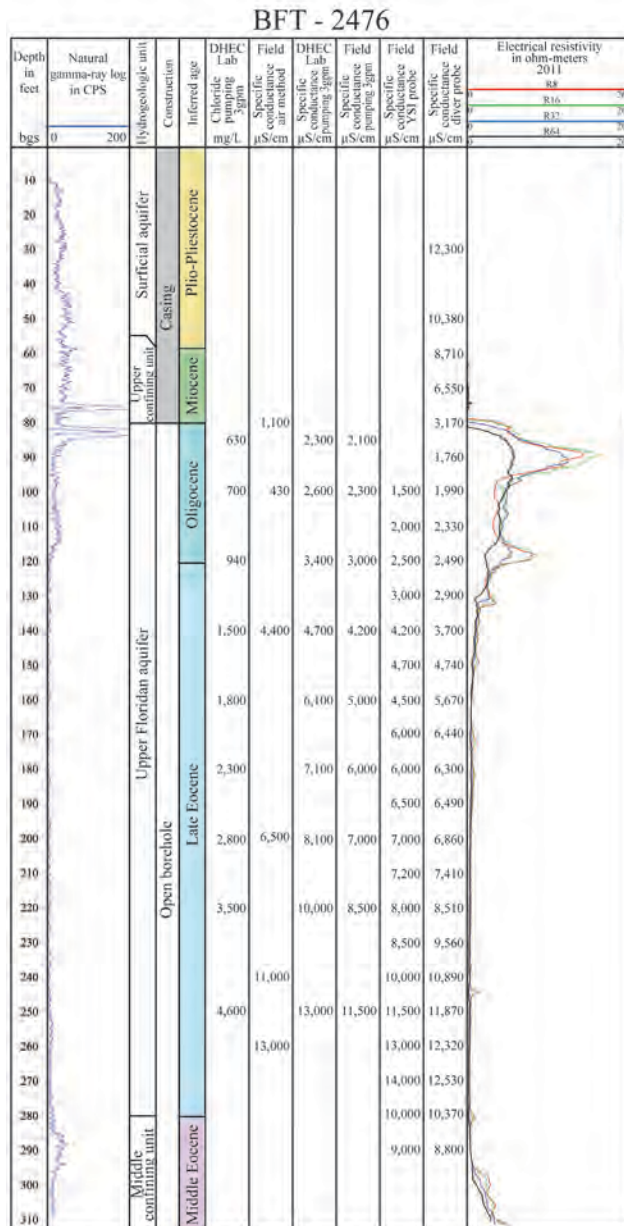 BFT - 2476
Depth in feet bgs
Natural gamma-ray log in CPS
0 200
Hydrogeologic unit
Construction
Inferred age
DHEC Lab Chloride pumping 3gpm mg/L
Field Specific conductance air method µS/cm
DHEC Lab Specific conductance pumping 3gpm µS/cm
Field Specific conductance pumping 3gpm µS/cm
Field Specific conductance YSI probe µS/cm
Field Specific conductance diver probe µS/cm
Electrical resistivity in ohm-meters 2011
R8
0
R16
0
R32
0
R64
0
10
20
30 12,300
40
50 10,380
60 8,710
70 6,550
80 1,100 3,170
630 2,300 2,100
90 1,760
100 700 430 2,600 2,300 1,500 1,990
110 2,000 2,330
120 940 3,400 3,000 2,500 2,490
130 3,000 2,900
140 1,500 4,400 4,700 4,200 4,200 3,700
150 4,700 4,740
160 1,800 6,100 5,000 4,500 5,670
170 6,000 6,440
180 2,300 7,100 6,000 6,000 6,300
190 6,500 6,490
200 2,800 6,500 8,100 7,000 7,000 6,860
210 7,200 7,410
220 3,500 10,000 8,500 8,000 8,510
230 8,500 9,560
240 11,000 10,000 10,890
250 4,600 13,000 11,500 11,500 11,870
260 13,000 13,000 12,320
270 14,000 12,530
280 10,000 10,370
290 9,000 8,800
300
310
Surficial aquifer
Upper confining unit
Upper Floridan aquifer
Middle confining unit
Casing
Open borehole
Plio-Pliestocene
Miocene
Oligocene
Late Eocene
Middle Eocene